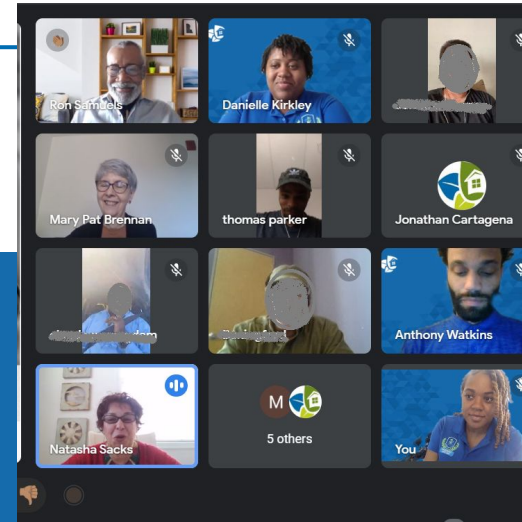 Ron Samuels
Danielle Kirkley
Mary Pat Brennan
thomas parker
Jonathan Cartagena
Anthony Watkins
Natasha Sacks
M
5 others
You